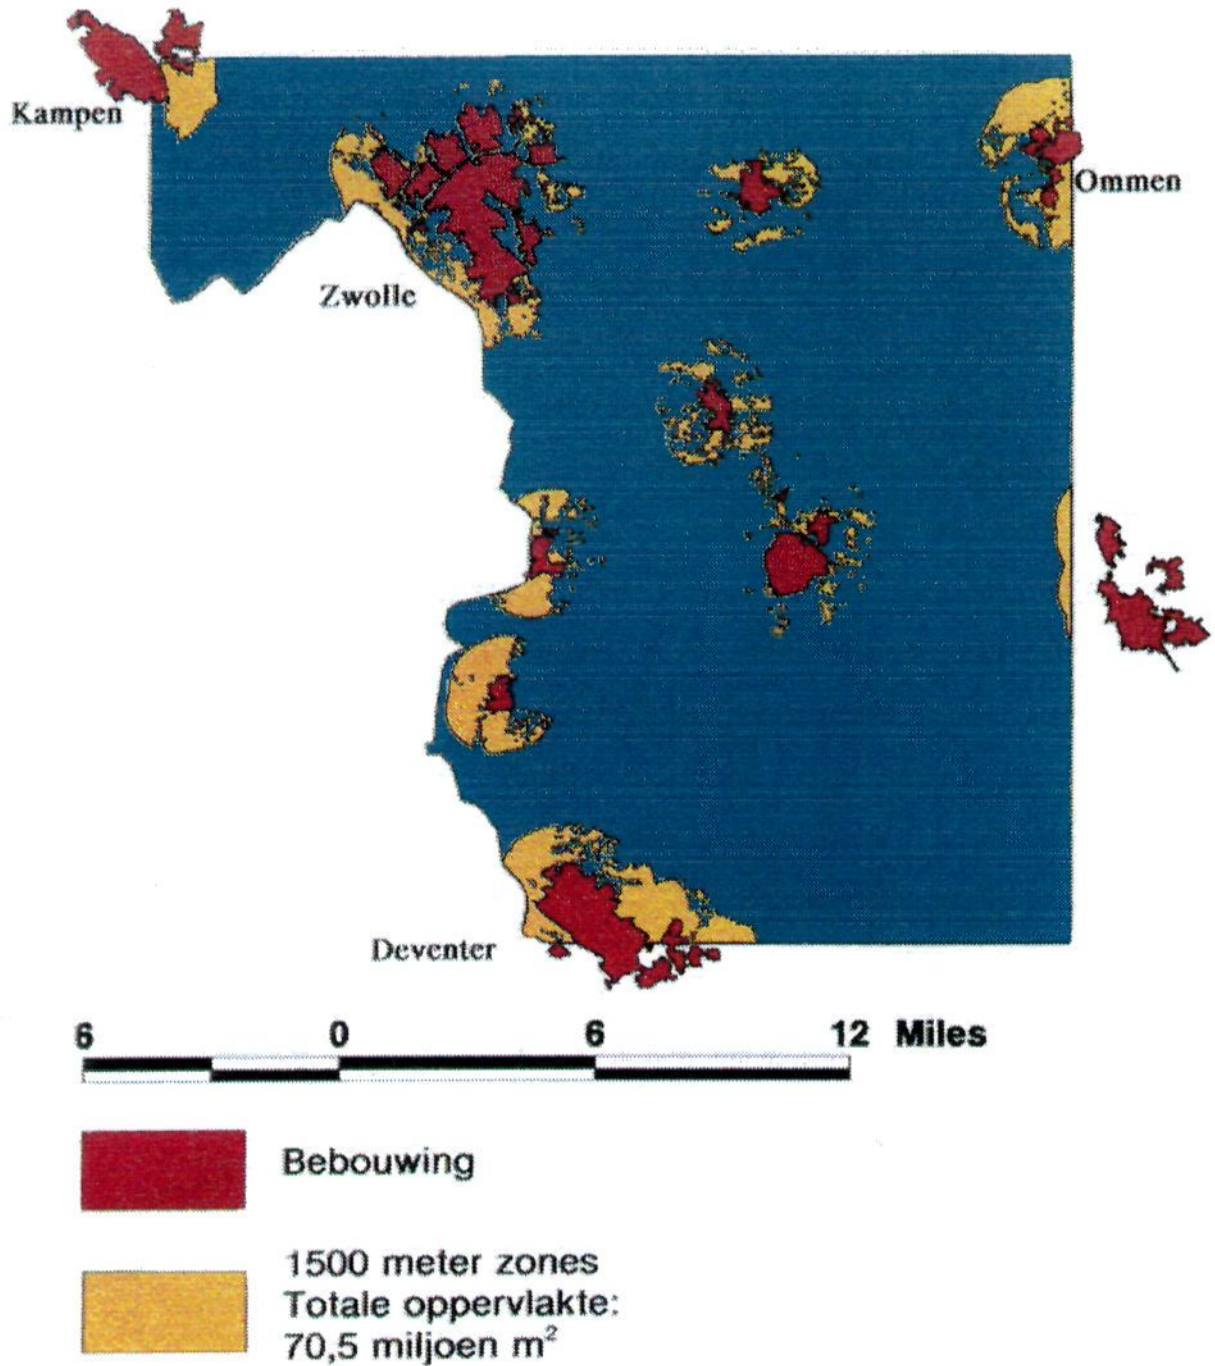 Kampen
Ommen
Zwolle
Deventer
6 0 6 12 Miles
Bebouwing
1500 meter zones
Totale oppervlakte:
70,5 miljoen m²